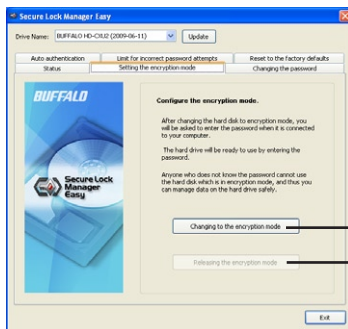 Secure Lock Manager Easy
Drive Name: BUFFALO HD-CXU2 (2009-06-11) Update
Auto authentication Limit for incorrect password attempts Reset to the factory defaults
Status Setting the encryption mode Changing the password
BUFFALO
Secure Lock
Manager
Easy
Configure the encryption mode.
After changing the hard disk to encryption mode, you
will be asked to enter the password when it is connected
to your computer.
The hard drive will be ready to use by entering the
password.
Anyone who does not know the password cannot use
the hard disk which is in encryption mode, and thus you
can manage data on the hard drive safely.
Changing to the encryption mode
Releasing the encryption mode
Exit